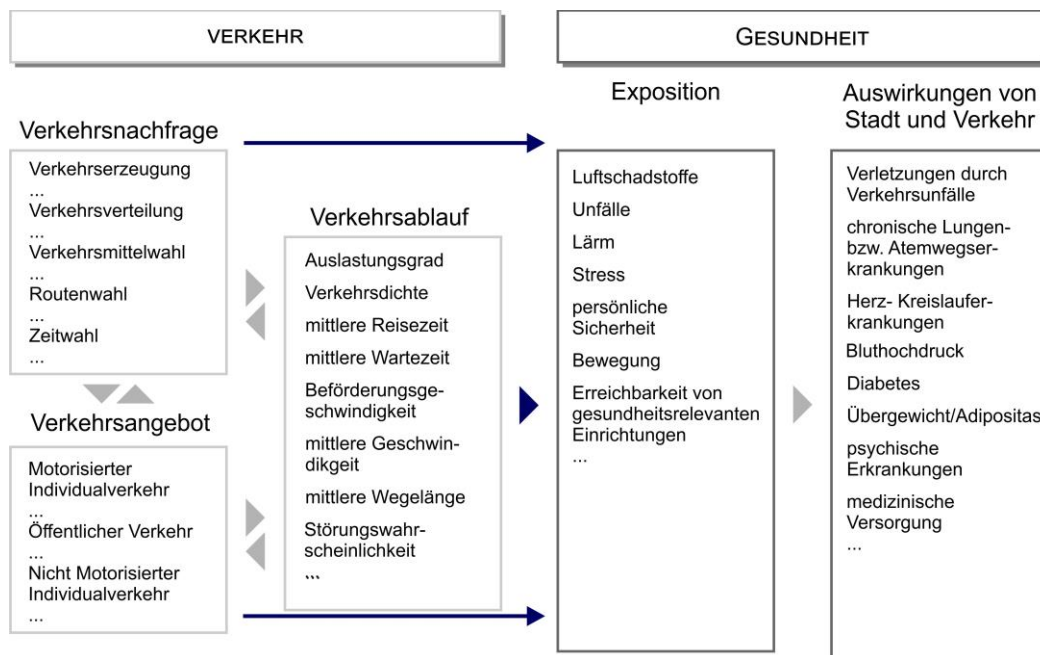 VERKEHR
GESUNDHEIT
Verkehrsnachfrage
Verkehrserzeugung
...
Verkehrsverteilung
...
Verkehrsmittelwahl
...
Routenwahl
...
Zeitwahl
...
Verkehrsangebot
Motorisierter
Individualverkehr
...
Öffentlicher Verkehr
...
Nicht Motorisierter
Individualverkehr
...
Verkehrsablauf
Auslastungsgrad
Verkehrsdichte
mittlere Reisezeit
mittlere Wartezeit
Beförderungsge-
schwindigkeit
mittlere Geschwin-
dikgeit
mittlere Wegelänge
Störungswahr-
scheinlichkeit
...
Exposition
Luftschadstoffe
Unfälle
Lärm
Stress
persönliche
Sicherheit
Bewegung
Erreichbarkeit von
gesundheitsrelevanten
Einrichtungen
...
Auswirkungen von
Stadt und Verkehr
Verletzungen durch
Verkehrsunfälle
chronische Lungen-
bzw. Atemwegser-
krankungen
Herz- Kreislaufer-
krankungen
Bluthochdruck
Diabetes
Übergewicht/Adipositas
psychische
Erkrankungen
medizinische
Versorgung
...